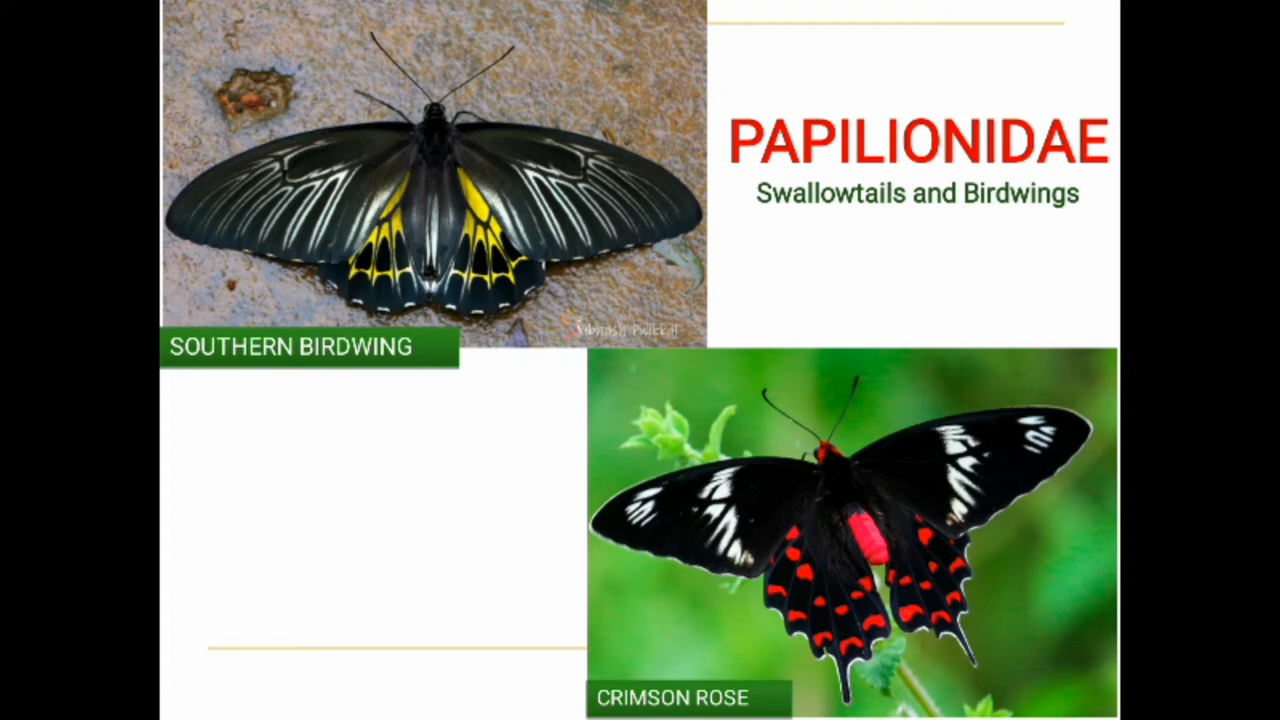 PAPILIONIDAE
Swallowtails and Birdwings
SOUTHERN BIRDWING
CRIMSON ROSE